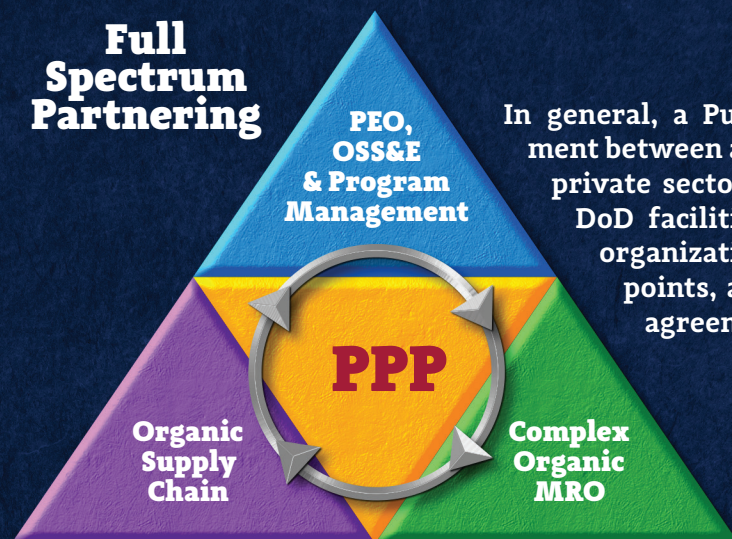 Full
Spectrum
Partnering
PEO,
OSS&E
& Program
Management
In general, a
ment between
private
DoD
points,
PPP
Organic
Supply
Chain
Complex
Organic
MRO